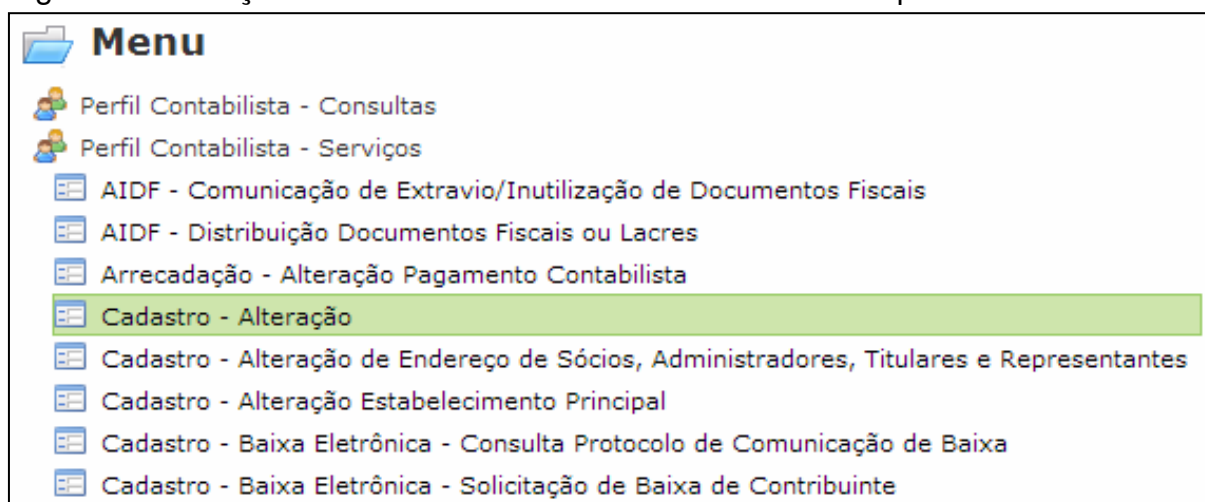 Menu
Perfil Contabilista - Consultas
Perfil Contabilista - Serviços
AIDF - Comunicação de Extravio/Inutilização de Documentos Fiscais
AIDF - Distribuição Documentos Fiscais ou Lacres
Arrecadação - Alteração Pagamento Contabilista
Cadastro - Alteração
Cadastro - Alteração de Endereço de Sócios, Administradores, Titulares e Representantes
Cadastro - Alteração Estabelecimento Principal
Cadastro - Baixa Eletrônica - Consulta Protocolo de Comunicação de Baixa
Cadastro - Baixa Eletrônica - Solicitação de Baixa de Contribuinte